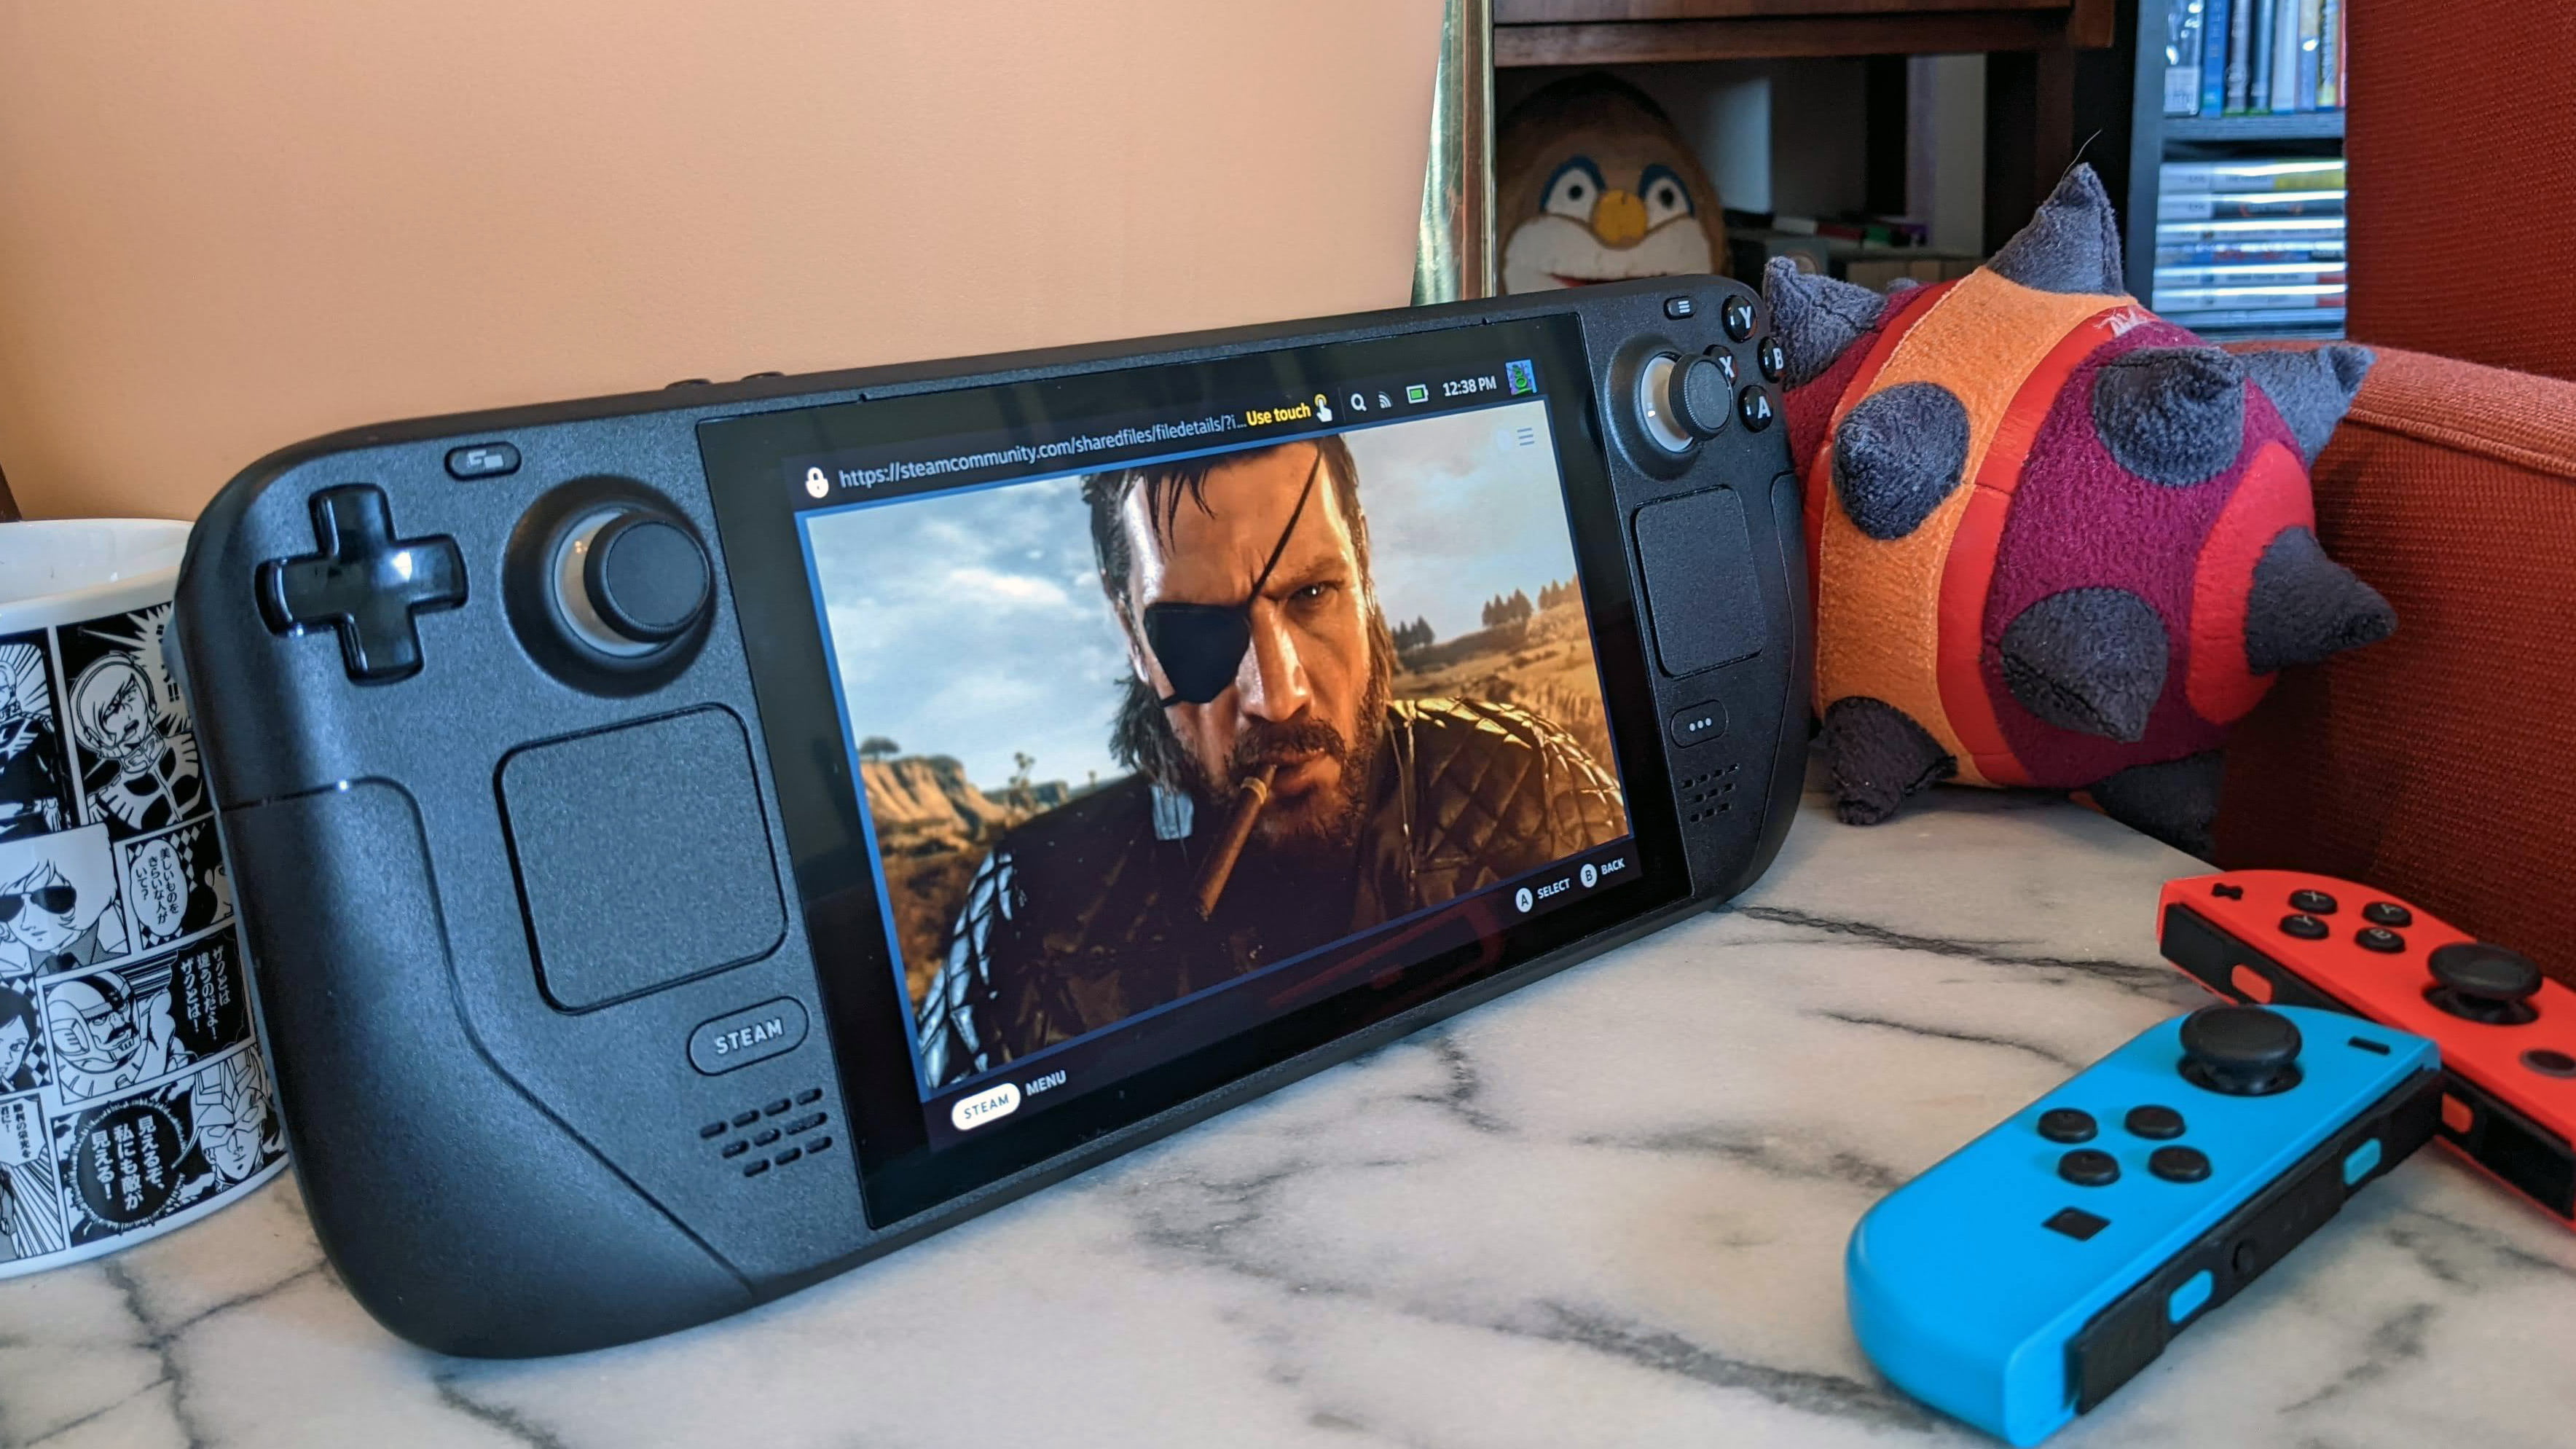 https://steamcommunity.com/sharedfiles/filedetails/?i...
Use touch
12:38 PM
Y
X
B
A
A SELECT
B BACK
STEAM
STEAM MENU
美しいものを
きらいな人が
いて？
ザクとは
違うのだよ！
ザクとは！
見えるぞ、
私にも敵が
見える！